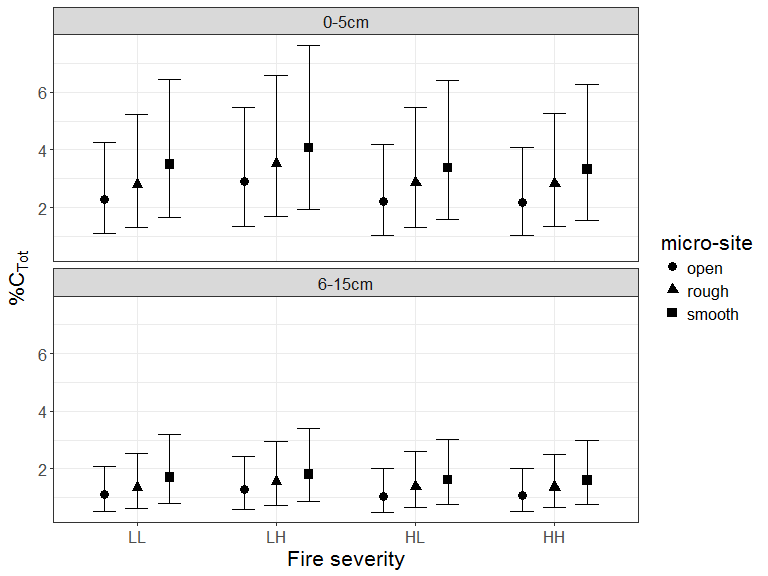 0-5cm
6
4
2
%CTot
6-15cm
6
4
2
LL LH HL HH
Fire severity
micro-site
open
rough
smooth